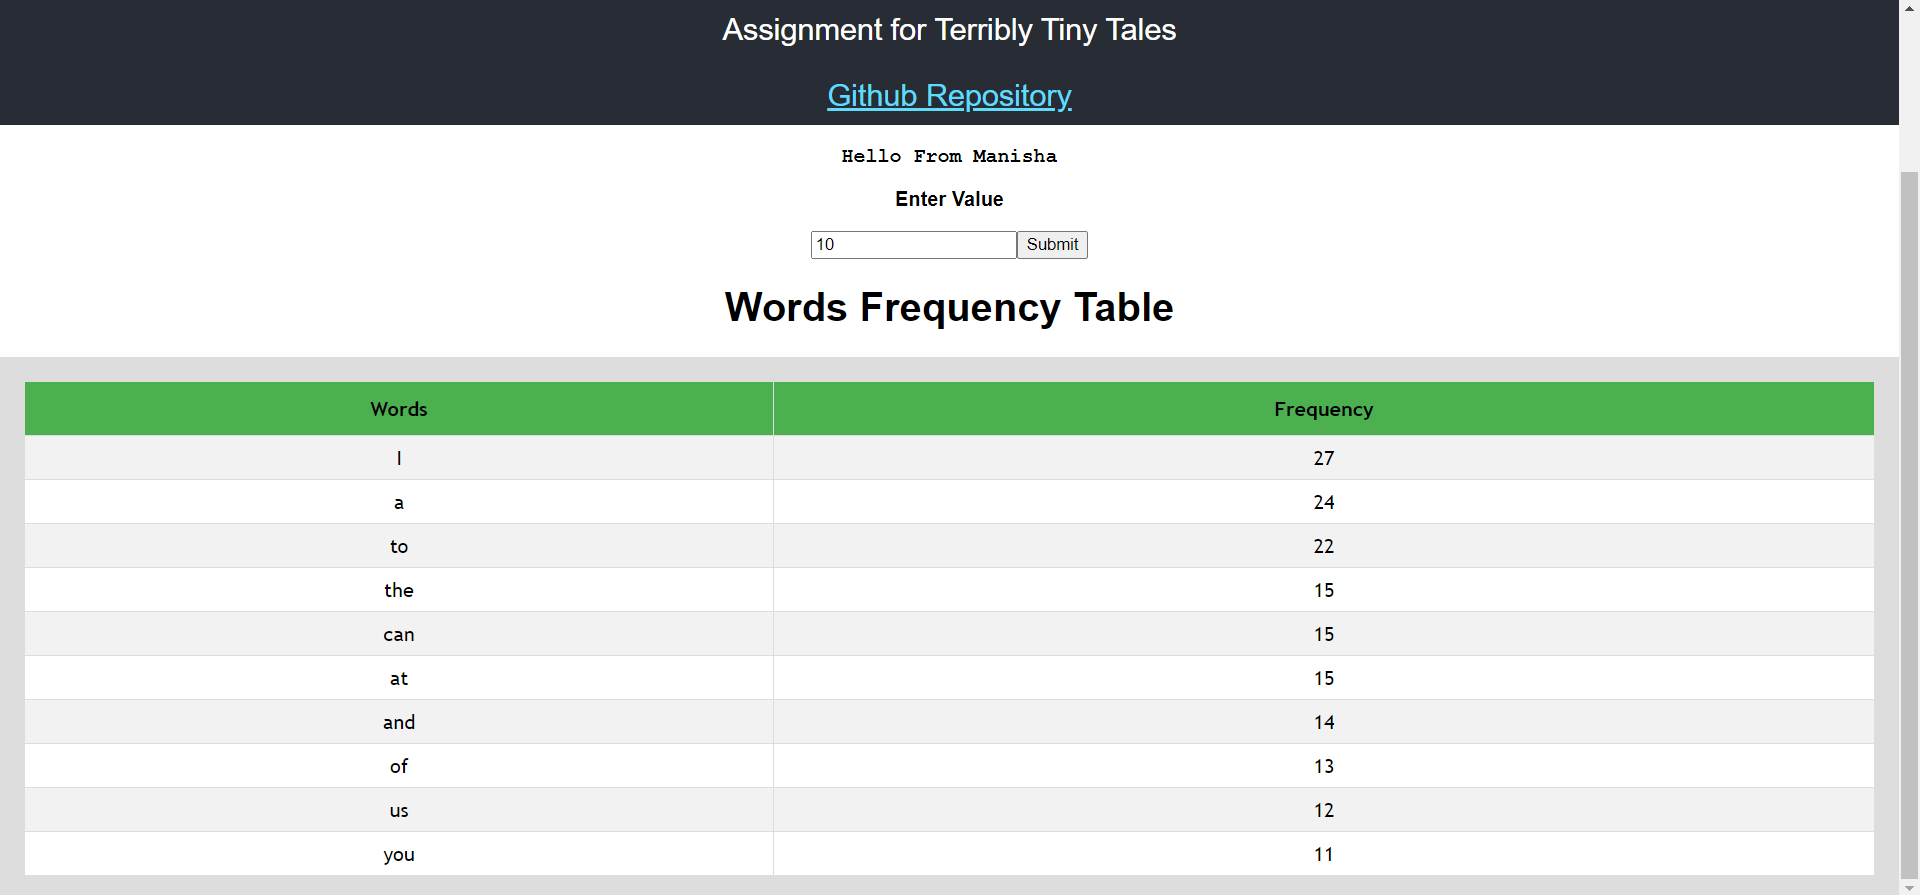 Assignment for Terribly Tiny Tales
Github Repository
Hello From Manisha
Enter Value
10 Submit
Words Frequency Table
Words Frequency
I 27
a 24
to 22
the 15
can 15
at 15
and 14
of 13
us 12
you 11